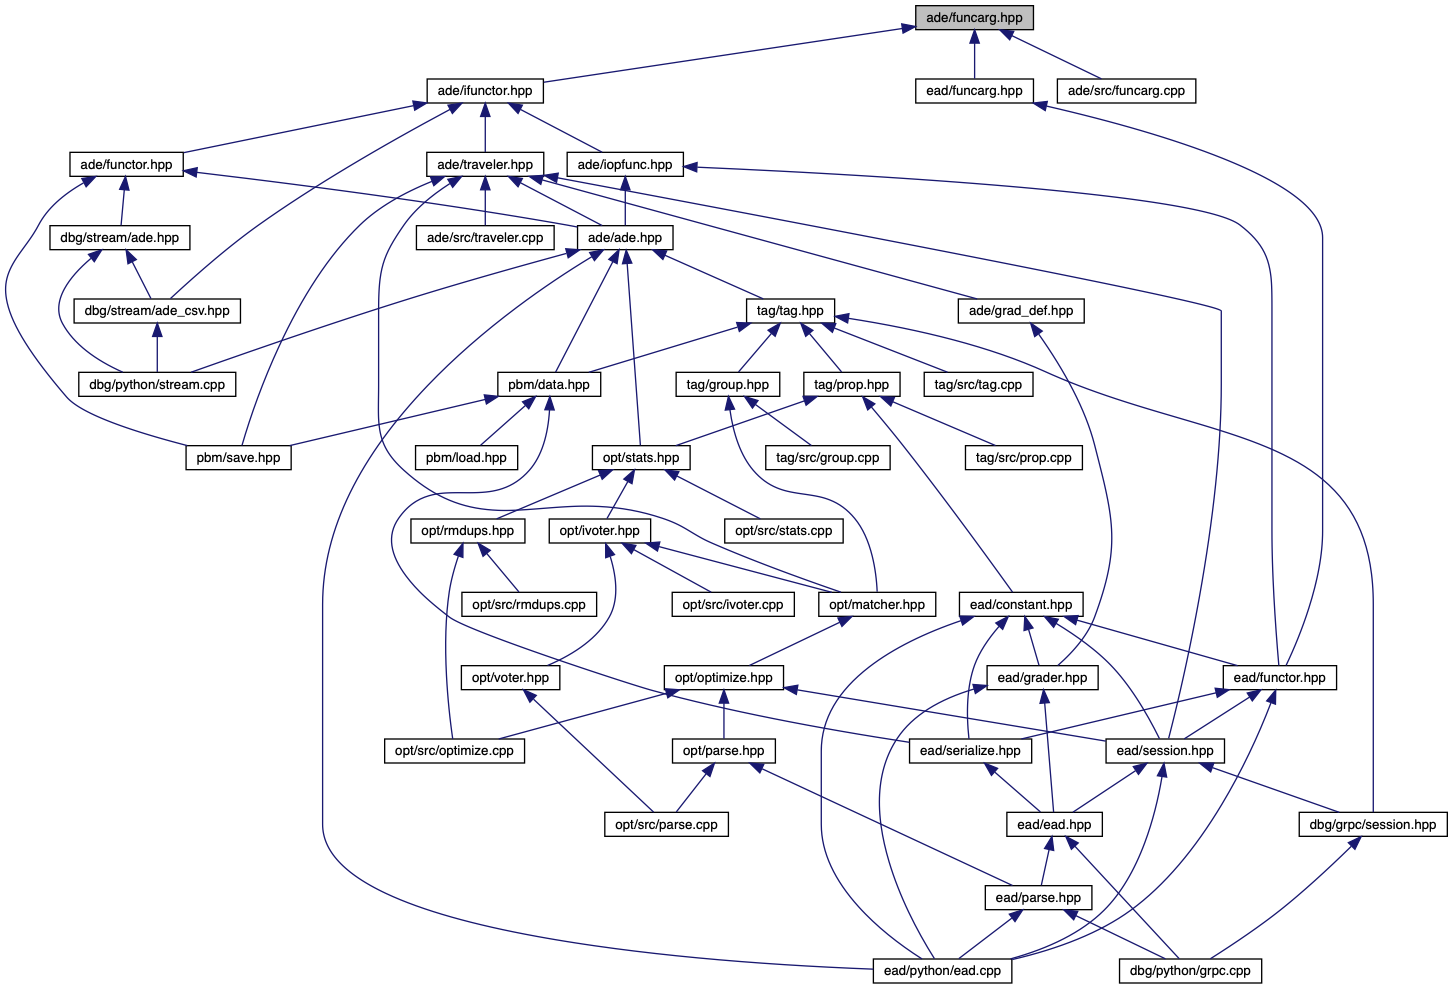 ade/funcarg.hpp
ade/ifunctor.hpp
ead/funcarg.hpp
ade/src/funcarg.cpp
ade/functor.hpp
ade/traveler.hpp
ade/iopfunc.hpp
dbg/stream/ade.hpp
ade/src/traveler.cpp
ade/ade.hpp
dbg/stream/ade_csv.hpp
tag/tag.hpp
ade/grad_def.hpp
dbg/python/stream.cpp
pbm/data.hpp
tag/group.hpp
tag/prop.hpp
tag/src/tag.cpp
pbm/save.hpp
pbm/load.hpp
opt/stats.hpp
tag/src/group.cpp
tag/src/prop.cpp
opt/rmdups.hpp
opt/ivoter.hpp
opt/src/stats.cpp
opt/src/rmdups.cpp
opt/src/ivoter.cpp
opt/matcher.hpp
ead/constant.hpp
opt/voter.hpp
opt/optimize.hpp
ead/grader.hpp
ead/functor.hpp
opt/src/optimize.cpp
opt/parse.hpp
ead/serialize.hpp
ead/session.hpp
opt/src/parse.cpp
ead/ead.hpp
dbg/grpc/session.hpp
ead/parse.hpp
ead/python/ead.cpp
dbg/python/grpc.cpp